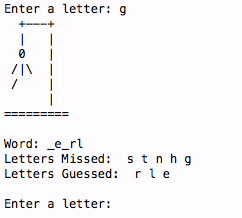 Enter a letter: g
  +---+
  |   |
  0   |
 /|\  |
 /    |
      |
=========

Word: _e_rl
Letters Missed:  s t n h g
Letters Guessed:  r l e

Enter a letter: